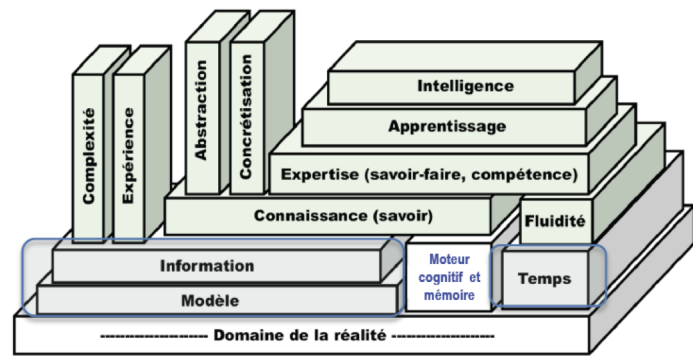 Intelligence
Apprentissage
Expertise (savoir-faire, compétence)
Complexité
Expérience
Abstraction
Concrétisation
Connaissance (savoir)
Fluidité
Information
Moteur
cognitif et
mémoire
Temps
Modèle
---------------------- Domaine de la réalité ---------------------